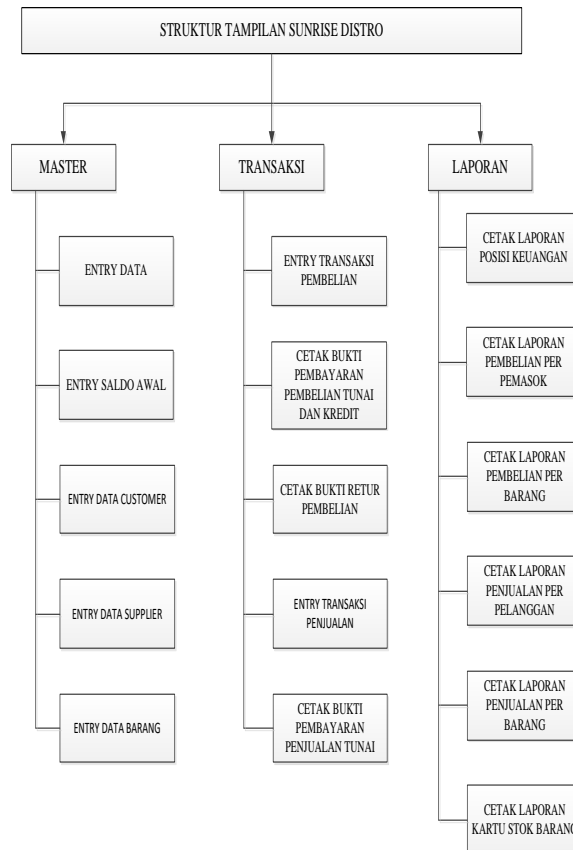 STRUKTUR TAMPILAN SUNRISE DISTRO
MASTER
ENTRY DATA
ENTRY SALDO AWAL
ENTRY DATA CUSTOMER
ENTRY DATA SUPPLIER
ENTRY DATA BARANG
TRANSAKSI
ENTRY TRANSAKSI
PEMBELIAN
CETAK BUKTI
PEMBAYARAN
PEMBELIAN TUNAI
DAN KREDIT
CETAK BUKTI RETUR
PEMBELIAN
ENTRY TRANSAKSI
PENJUALAN
CETAK BUKTI
PEMBAYARAN
PENJUALAN TUNAI
LAPORAN
CETAK LAPORAN
POSISI KEUANGAN
CETAK LAPORAN
PEMBELIAN PER
PEMASOK
CETAK LAPORAN
PEMBELIAN PER
BARANG
CETAK LAPORAN
PENJUALAN PER
PELANGGAN
CETAK LAPORAN
PENJUALAN PER
BARANG
CETAK LAPORAN
KARTU STOK BARANG